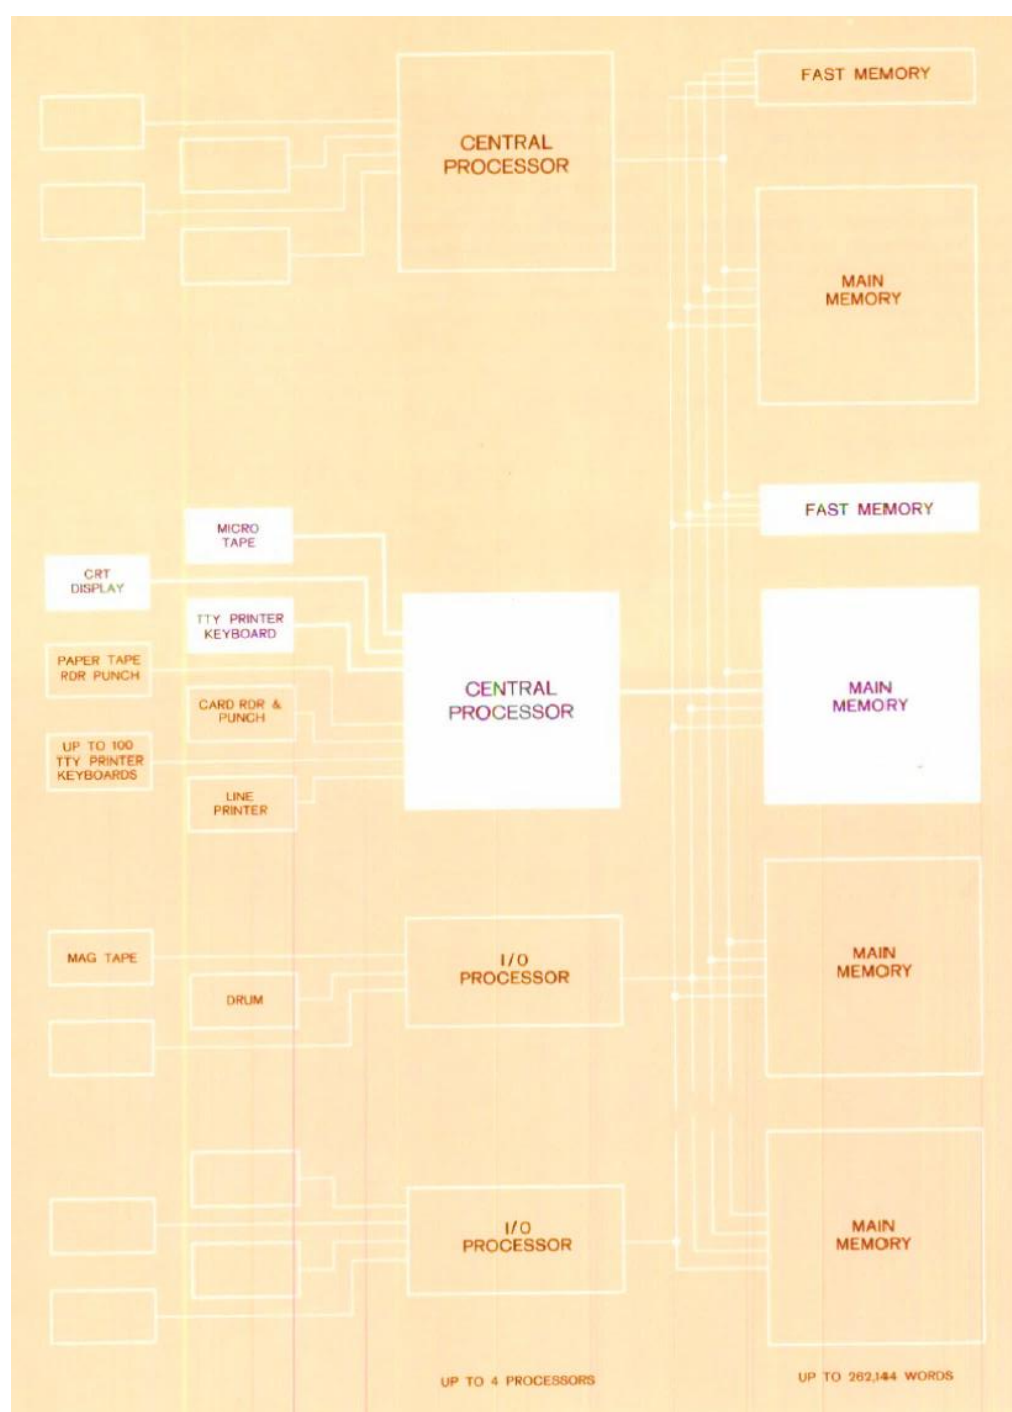 FAST MEMORY
CENTRAL
PROCESSOR
MAIN
MEMORY
MICRO
TAPE
FAST MEMORY
CRT
DISPLAY
TTY PRINTER
KEYBOARD
PAPER TAPE
RDR PUNCH
CENTRAL
PROCESSOR
MAIN
MEMORY
CARD RDR &
PUNCH
UP TO 100
TTY PRINTER
KEYBOARDS
LINE
PRINTER
MAG TAPE
I/O
PROCESSOR
MAIN
MEMORY
DRUM
I/O
PROCESSOR
MAIN
MEMORY
UP TO 4 PROCESSORS
UP TO 262,144 WORDS